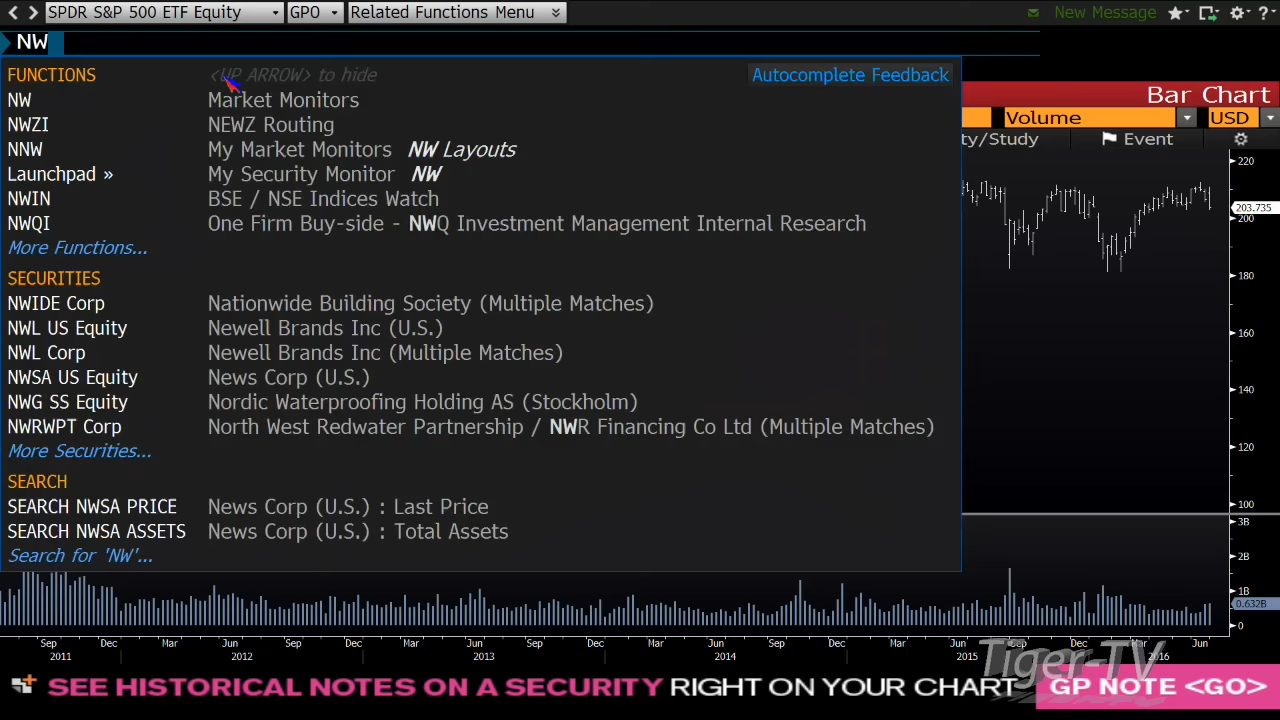 SPDR S&P 500 ETF Equity GPO Related Functions Menu New Message ?
NW
FUNCTIONS <UP ARROW> to hide Autocomplete Feedback
NW Market Monitors
NWZI NEWZ Routing
NNW My Market Monitors NW Layouts
Launchpad » My Security Monitor NW
NWIN BSE / NSE Indices Watch
NWQI One Firm Buy-side - NWQ Investment Management Internal Research
More Functions...
SECURITIES
NWIDE Corp Nationwide Building Society (Multiple Matches)
NWL US Equity Newell Brands Inc (U.S.)
NWL Corp Newell Brands Inc (Multiple Matches)
NWSA US Equity News Corp (U.S.)
NWG SS Equity Nordic Waterproofing Holding AS (Stockholm)
NWRWPT Corp North West Redwater Partnership / NWR Financing Co Ltd (Multiple Matches)
More Securities...
SEARCH
SEARCH NWSA PRICE News Corp (U.S.) : Last Price
SEARCH NWSA ASSETS News Corp (U.S.) : Total Assets
Search for 'NW'...
Bar Chart
Volume USD
ty/Study Event
220
203.735
200
180
160
140
120
100
3B
2B
1B
0.632B
0
Sep Dec Mar Jun Sep Dec Mar Jun Sep Dec Mar Jun Sep Dec Mar Jun Sep Dec Mar Jun
2011 2012 2013 2014 2015 2016
Tiger-TV
SEE HISTORICAL NOTES ON A SECURITY RIGHT ON YOUR CHART GP NOTE <GO>